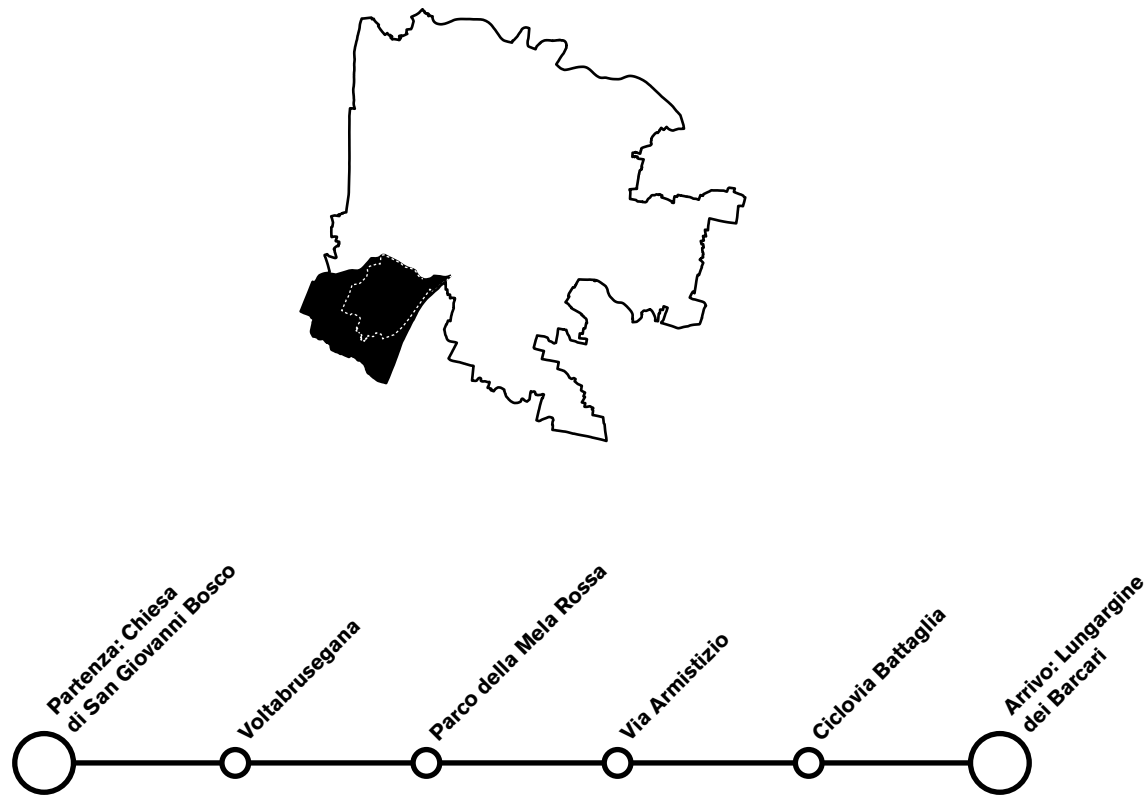 Partenza: Chiesa
di San Giovanni Bosco
Voltabrusegana
Parco della Mela Rossa
Via Armistizio
Ciclovia Battaglia
Arrivo: Lungargine
dei Barcari